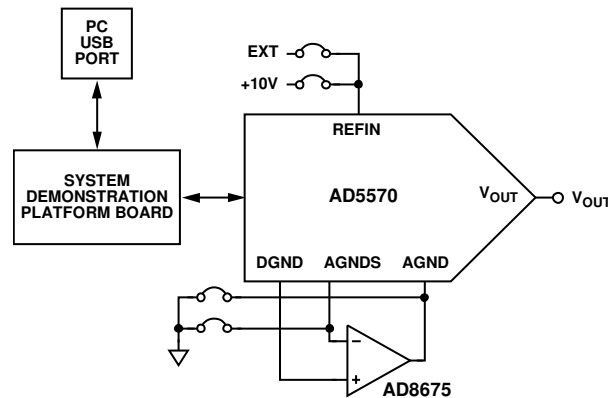 PC
USB
PORT
EXT
+10V
REFIN
SYSTEM
DEMONSTRATION
PLATFORM BOARD
AD5570
VOUT
VOUT
DGND
AGNDS
AGND
−
+
AD8675